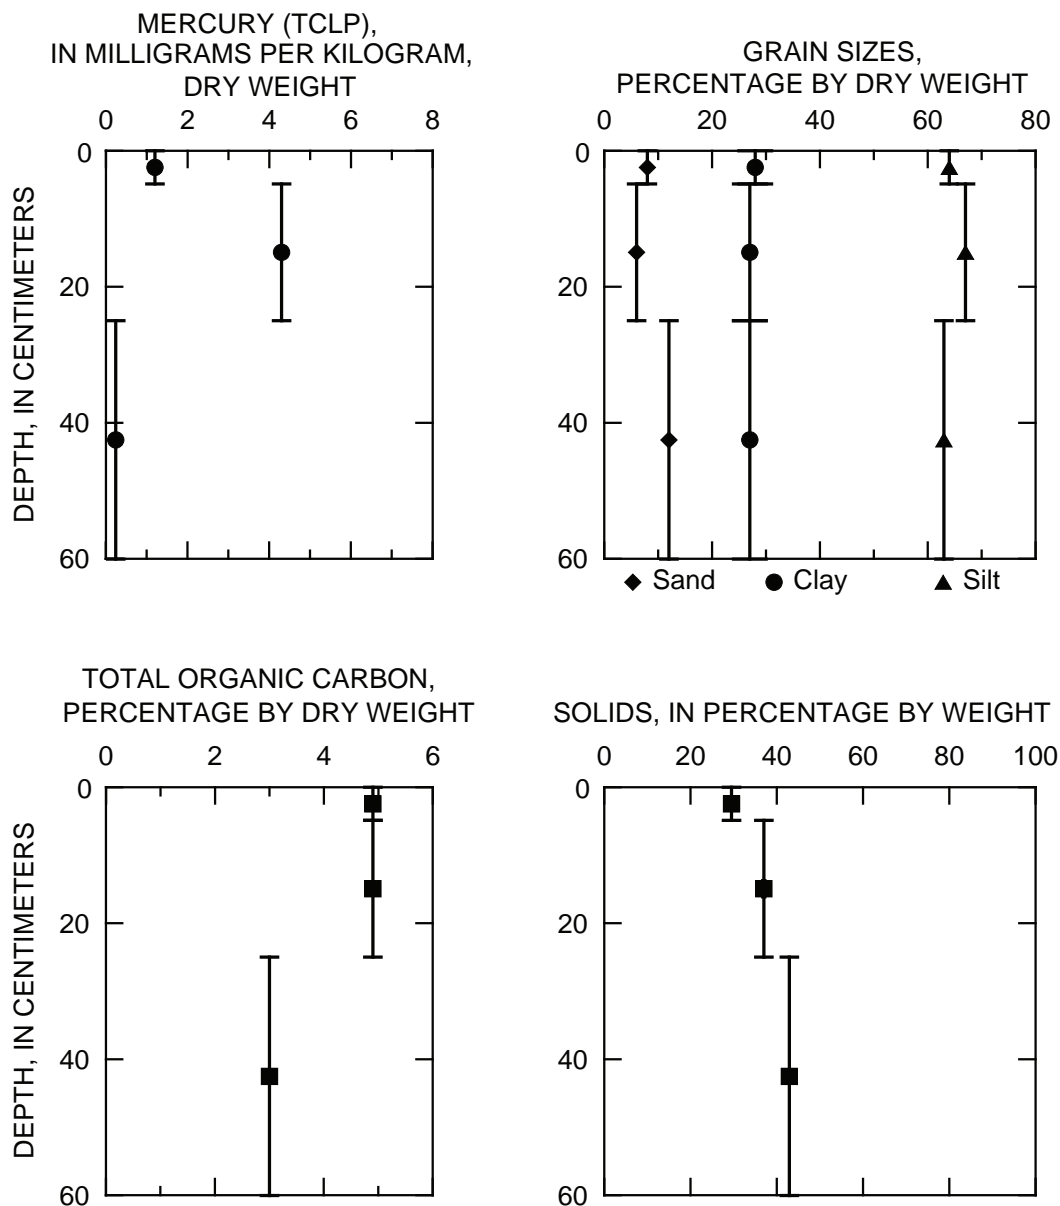 MERCURY (TCLP),
IN MILLIGRAMS PER KILOGRAM,
DRY WEIGHT
0 2 4 6 8
0
20
40
60
DEPTH, IN CENTIMETERS
GRAIN SIZES,
PERCENTAGE BY DRY WEIGHT
0 20 40 60 80
0
20
40
60
Sand Clay Silt
TOTAL ORGANIC CARBON,
PERCENTAGE BY DRY WEIGHT
0 2 4 6
0
20
40
60
DEPTH, IN CENTIMETERS
SOLIDS, IN PERCENTAGE BY WEIGHT
0 20 40 60 80 100
0
20
40
60